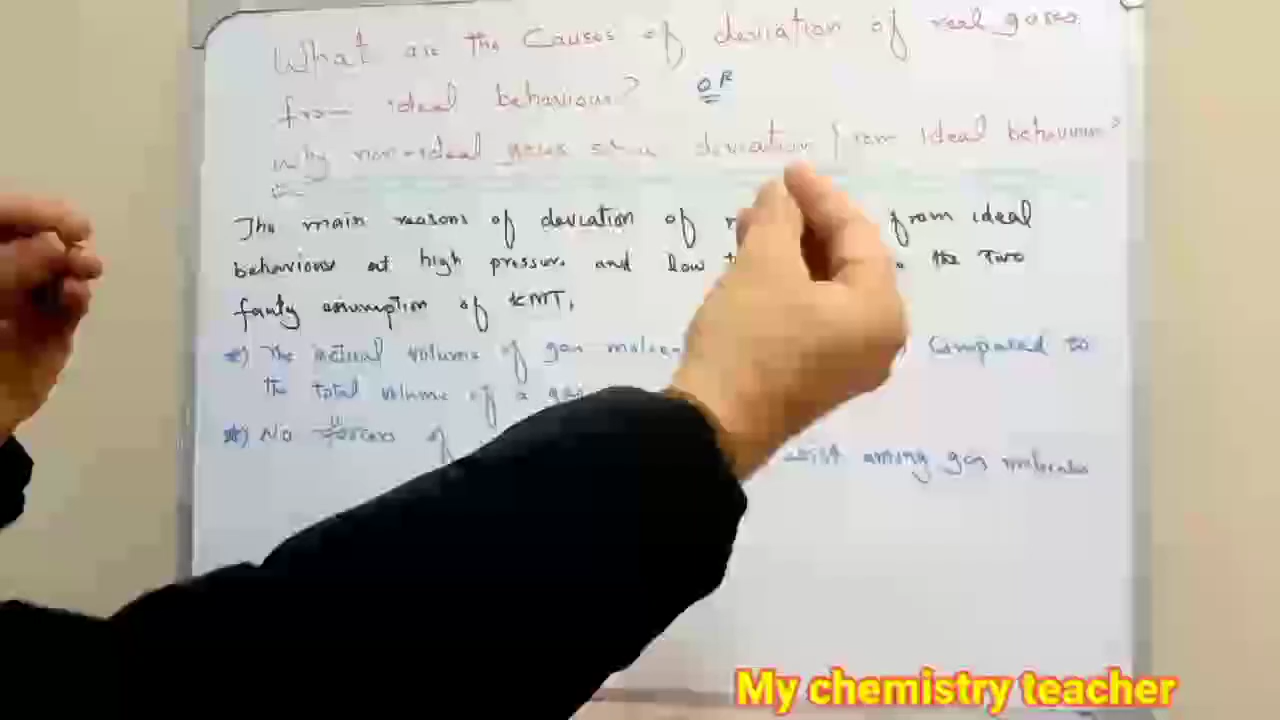 What are the Causes of deviation of real gases
from ideal behaviour? OR
why non-ideal gases show deviation from ideal behaviour?
The main reasons of deviation of from ideal
behaviour at high pressure and low the two
faulty assumption of KMT.
*) The actual volume of gas Compared to
the total volume of a gas
*) No forces of exist among gas molecules
My chemistry teacher